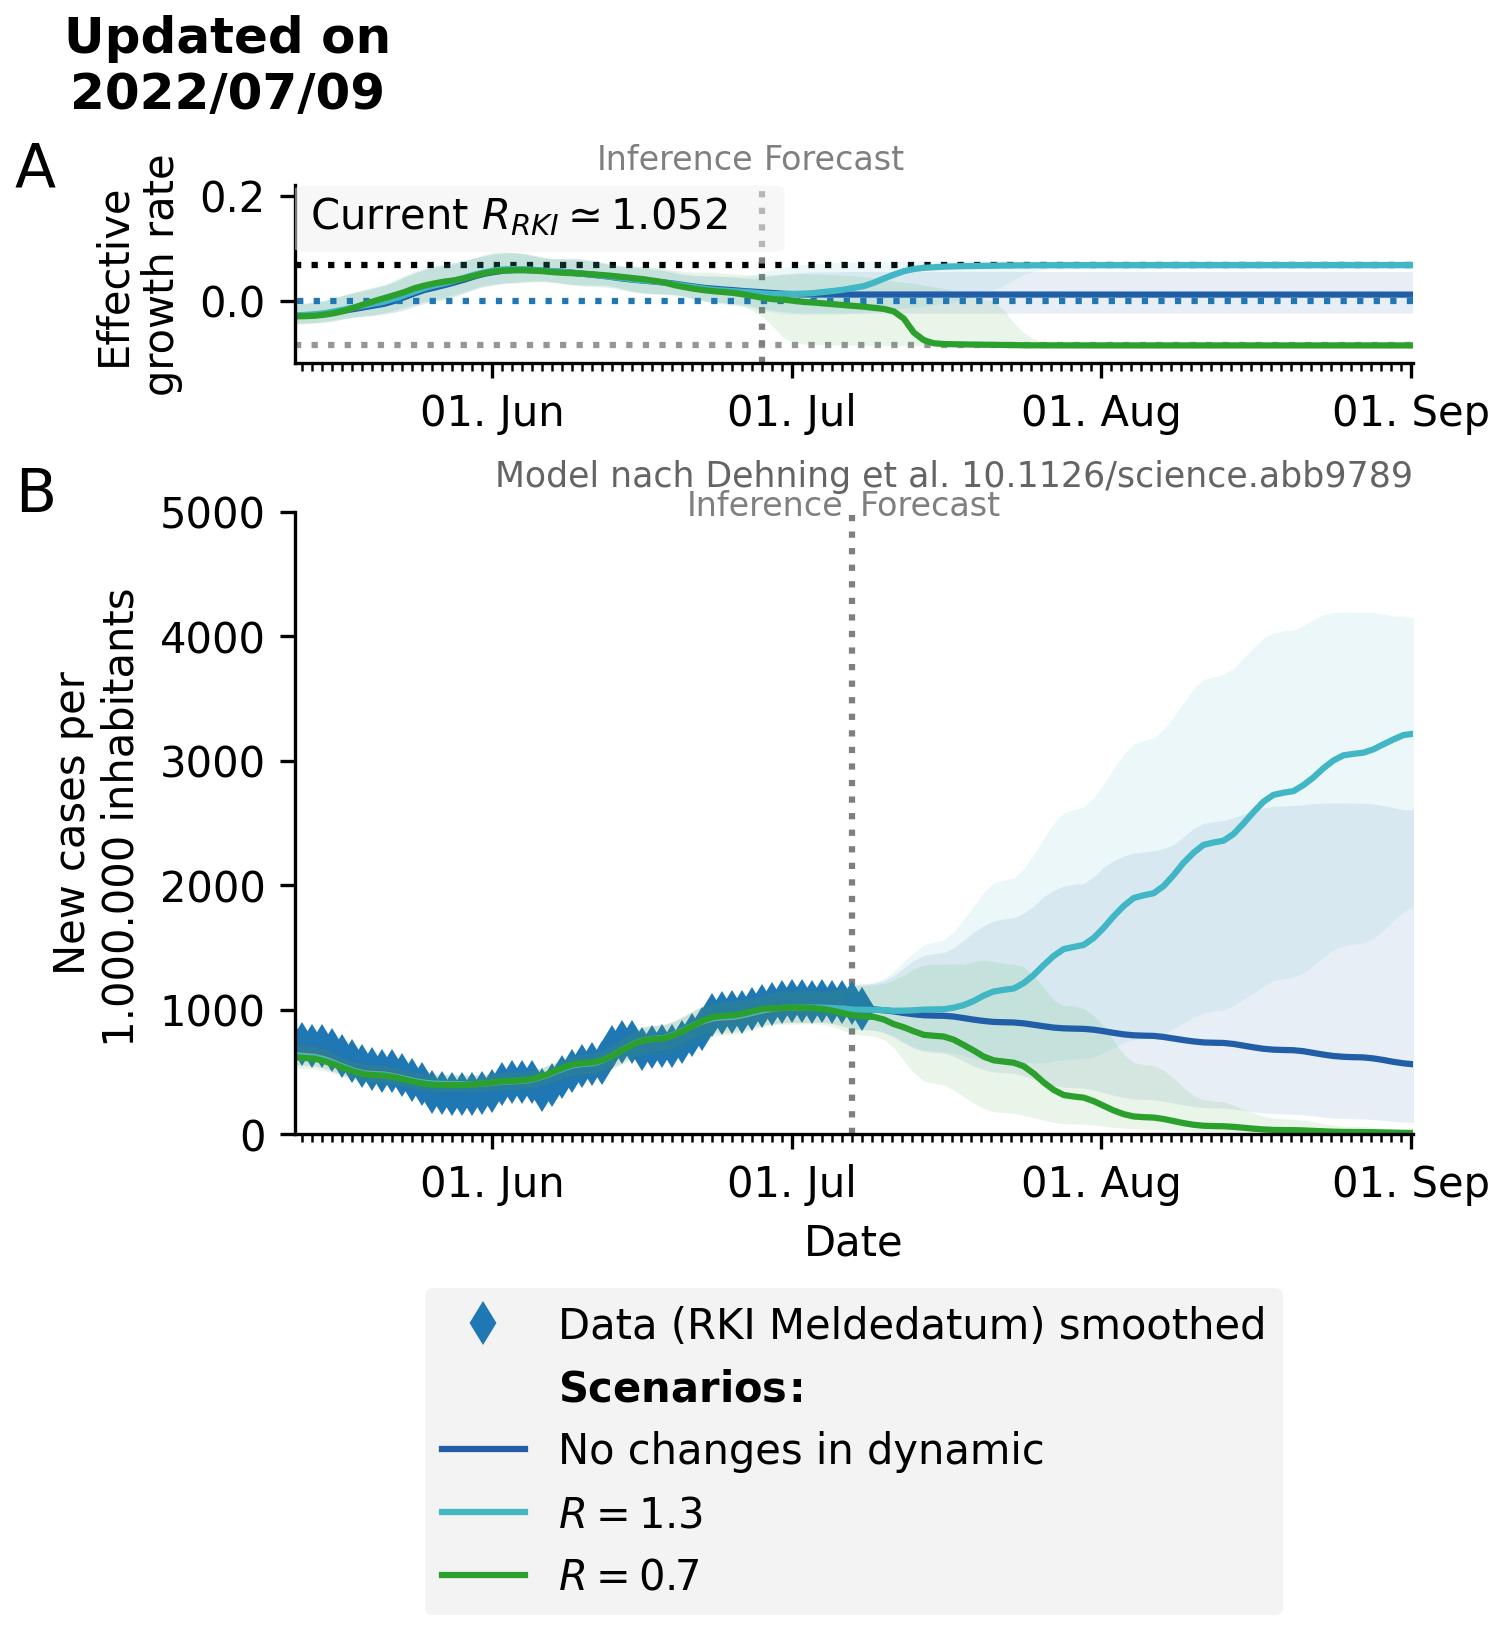 Updated on
2022/07/09
A
Inference Forecast
Effective
growth rate
0.2
0.0
Current R_RKI ≃ 1.052
01. Jun 01. Jul 01. Aug 01. Sep
B
Model nach Dehning et al. 10.1126/science.abb9789
Inference Forecast
New cases per
1.000.000 inhabitants
5000
4000
3000
2000
1000
0
01. Jun 01. Jul 01. Aug 01. Sep
Date
Data (RKI Meldedatum) smoothed
Scenarios:
No changes in dynamic
R = 1.3
R = 0.7